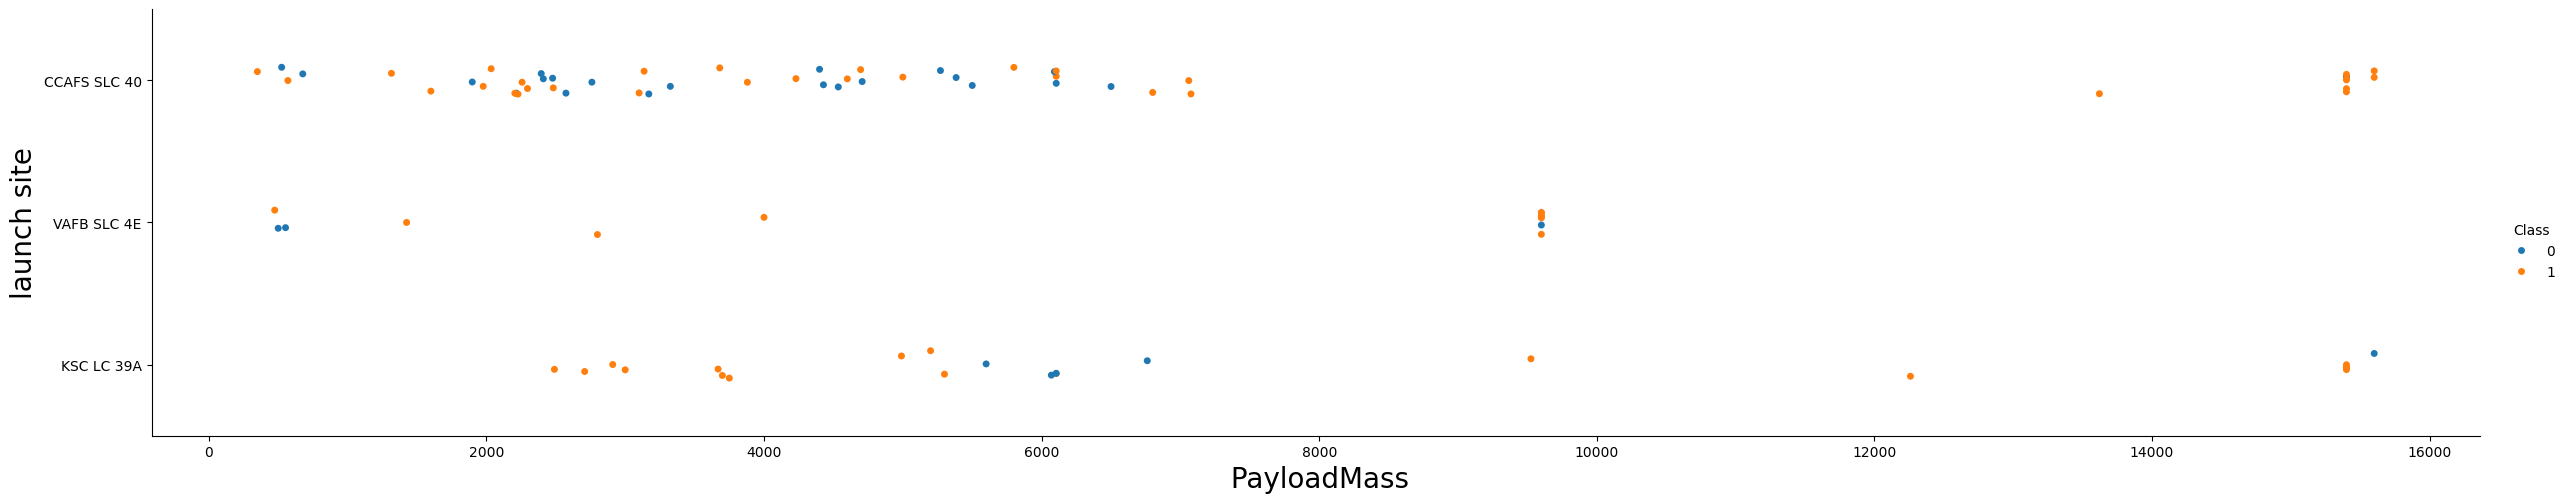 launch site
CCAFS SLC 40
VAFB SLC 4E
KSC LC 39A
0 2000 4000 6000 8000 10000 12000 14000 16000
PayloadMass
Class
0
1